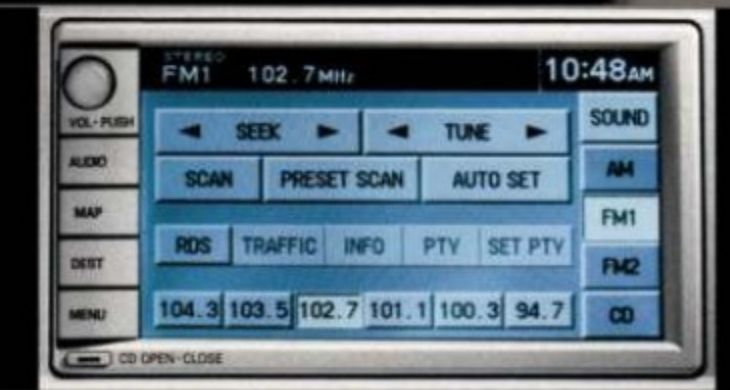 STEREO
FM1 102.7 MHz 10:48AM
VOL•PUSH
AUDIO
MAP
DEST
MENU
◄ SEEK ► ◄ TUNE ►
SCAN PRESET SCAN AUTO SET
RDS TRAFFIC INFO PTY SET PTY
104.3 103.5 102.7 101.1 100.3 94.7
SOUND
AM
FM1
FM2
CD
CD OPEN•CLOSE